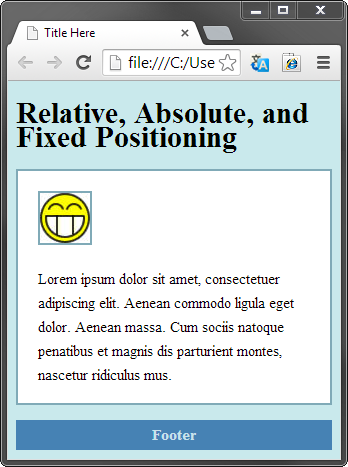 Title Here
file:///C:/Use
Relative, Absolute, and
Fixed Positioning
Lorem ipsum dolor sit amet, consectetuer
adipiscing elit. Aenean commodo ligula eget
dolor. Aenean massa. Cum sociis natoque
penatibus et magnis dis parturient montes,
nascetur ridiculus mus.
Footer